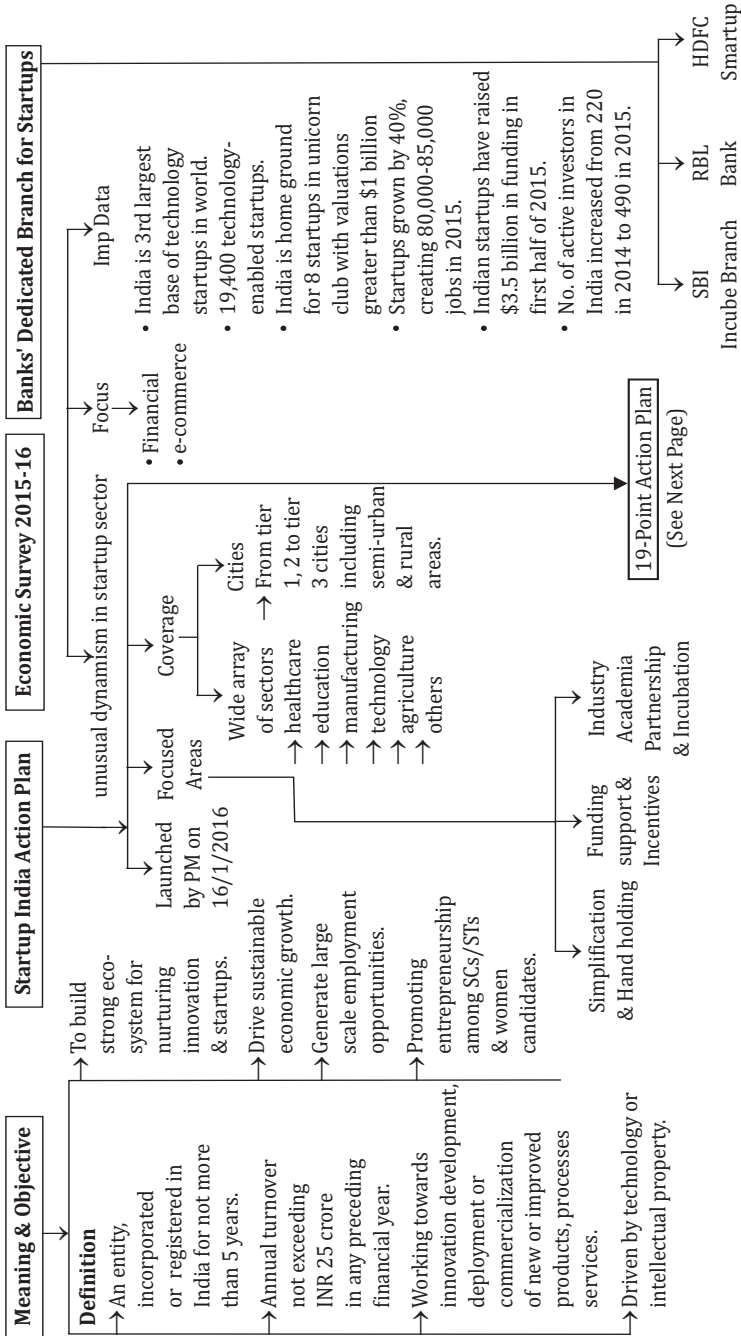 Meaning & Objective
Definition
An entity,
incorporated
or registered in
India for not more
than 5 years.
Annual turnover
not exceeding
INR 25 crore
in any preceding
financial year.
Working towards
innovation development,
deployment or
commercialization
of new or improved
products, processes
services.
Driven by technology or
intellectual property.
To build
strong eco-
system for
nurturing
innovation
& startups.
Drive sustainable
economic growth.
Generate large
scale employment
opportunities.
Promoting
entrepreneurship
among SCs/STs
& women
candidates.
Startup India Action Plan
Launched
by PM on
16/1/2016
Focused
Areas
Simplification
& Hand holding
Funding
support &
Incentives
Industry
Academia
Partnership
& Incubation
Coverage
Wide array
of sectors
healthcare
education
manufacturing
technology
agriculture
others
Cities
From tier
1, 2 to tier
3 cities
including
semi-urban
& rural
areas.
19-Point Action Plan
(See Next Page)
Economic Survey 2015-16
unusual dynamism in startup sector
Focus
• Financial
• e-commerce
Imp Data
• India is 3rd largest
base of technology
startups in world.
• 19,400 technology-
enabled startups.
• India is home ground
for 8 startups in unicorn
club with valuations
greater than $1 billion
• Startups grown by 40%,
creating 80,000-85,000
jobs in 2015.
• Indian startups have raised
$3.5 billion in funding in
first half of 2015.
• No. of active investors in
India increased from 220
in 2014 to 490 in 2015.
Banks' Dedicated Branch for Startups
SBI
Incube Branch
RBL
Bank
HDFC
Smartup